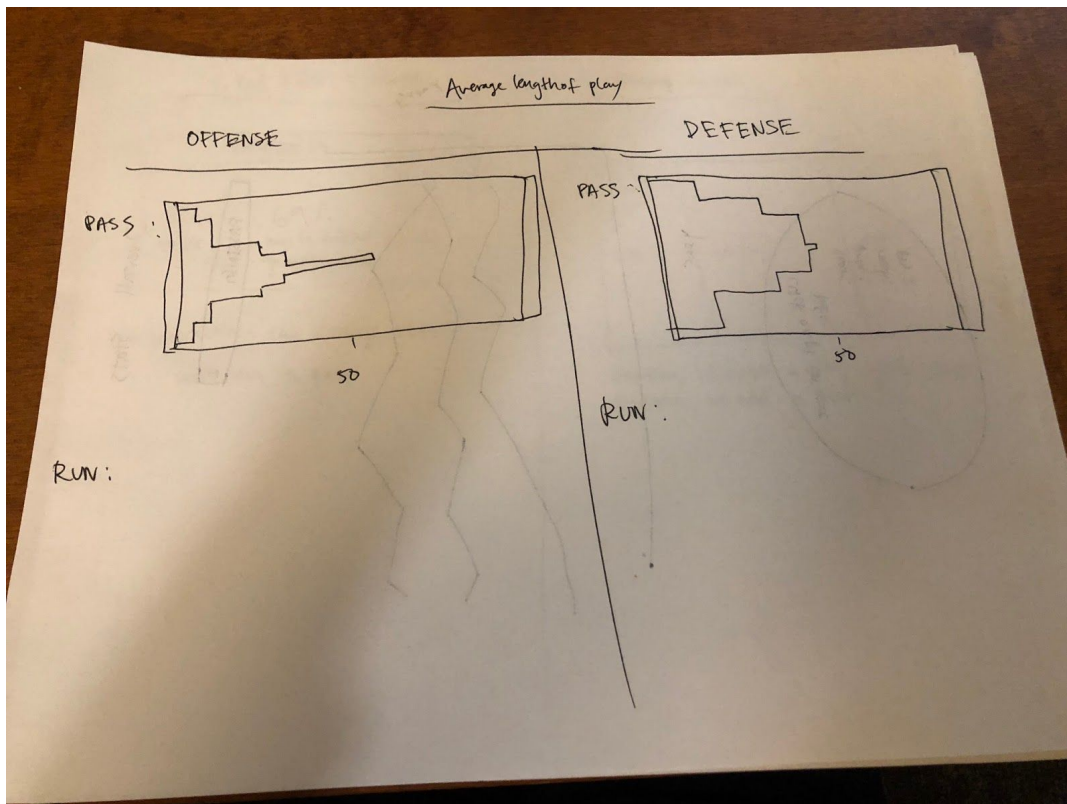 Average length of play
OFFENSE
DEFENSE
PASS :
PASS :
50
50
RUN :
RUN :